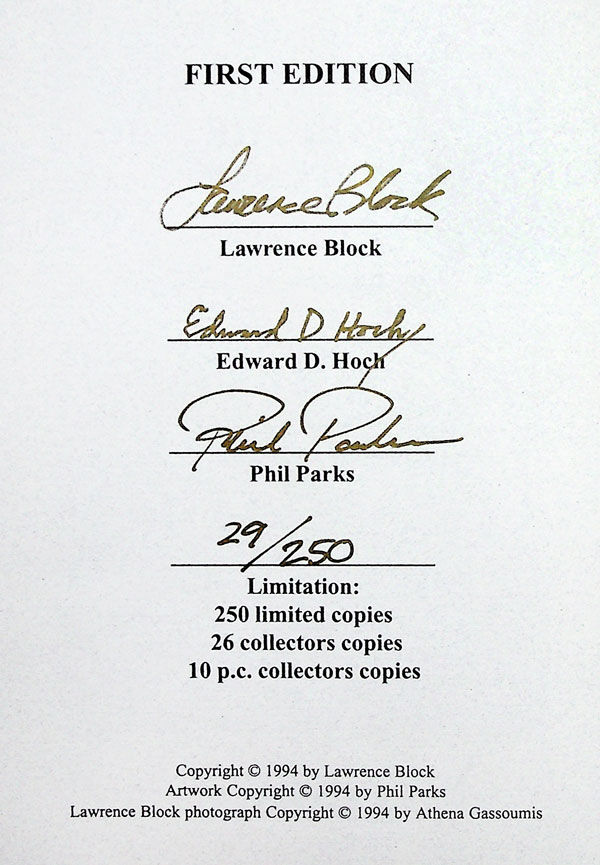 FIRST EDITION
Lawrence Block
Lawrence Block
Edward D Hoch
Edward D. Hoch
Phil Parks
Phil Parks
29/250
Limitation:
250 limited copies
26 collectors copies
10 p.c. collectors copies
Copyright © 1994 by Lawrence Block
Artwork Copyright © 1994 by Phil Parks
Lawrence Block photograph Copyright © 1994 by Athena Gassoumis